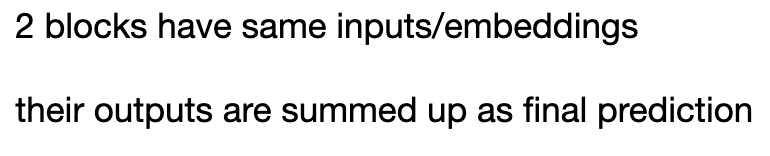 2 blocks have same inputs/embeddings
their outputs are summed up as final prediction